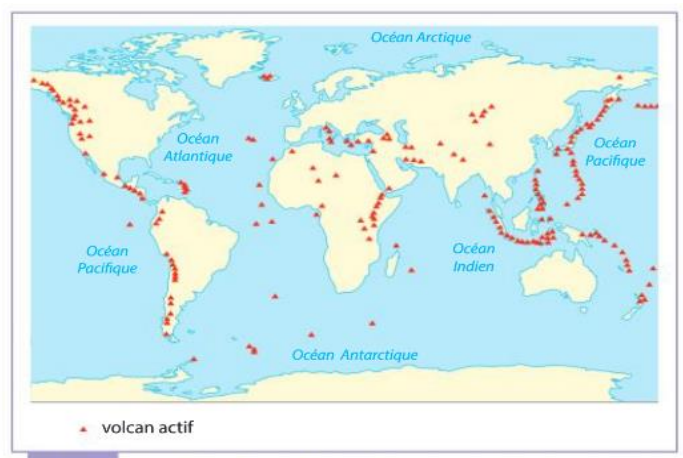 Océan Arctique
Océan
Atlantique
Océan
Pacifique
Océan
Pacifique
Océan
Indien
Océan Antarctique
volcan actif